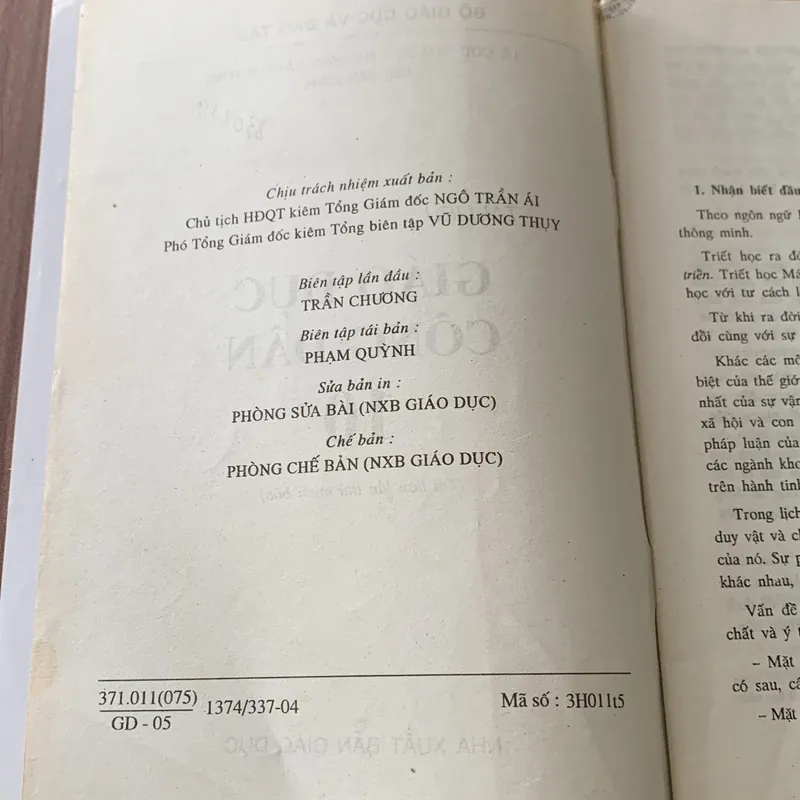 Chịu trách nhiệm xuất bản :
Chủ tịch HĐQT kiêm Tổng Giám đốc NGÔ TRẦN ÁI
Phó Tổng Giám đốc kiêm Tổng biên tập VŨ DƯƠNG THỤY
Biên tập lần đầu :
TRẦN CHƯƠNG
Biên tập tái bản :
PHẠM QUỲNH
Sửa bản in :
PHÒNG SỬA BÀI (NXB GIÁO DỤC)
Chế bản :
PHÒNG CHẾ BẢN (NXB GIÁO DỤC)
371.011(075)
GD - 05
1374/337-04
Mã số : 3H011t5
1. Nhận biết đầu
Theo ngôn ngữ
thông minh.
Triết học ra đờ
triển. Triết học Má
học với tư cách l
Từ khi ra đời
đổi cùng với sự
Khác các mô
biệt của thế giớ
nhất của sự vận
xã hội và con
pháp luận của
các ngành kho
trên hành tinh
Trong lịch
duy vật và ch
của nó. Sự p
khác nhau,
Vấn đề
chất và ý t
– Mặt
có sau, cá
– Mặt